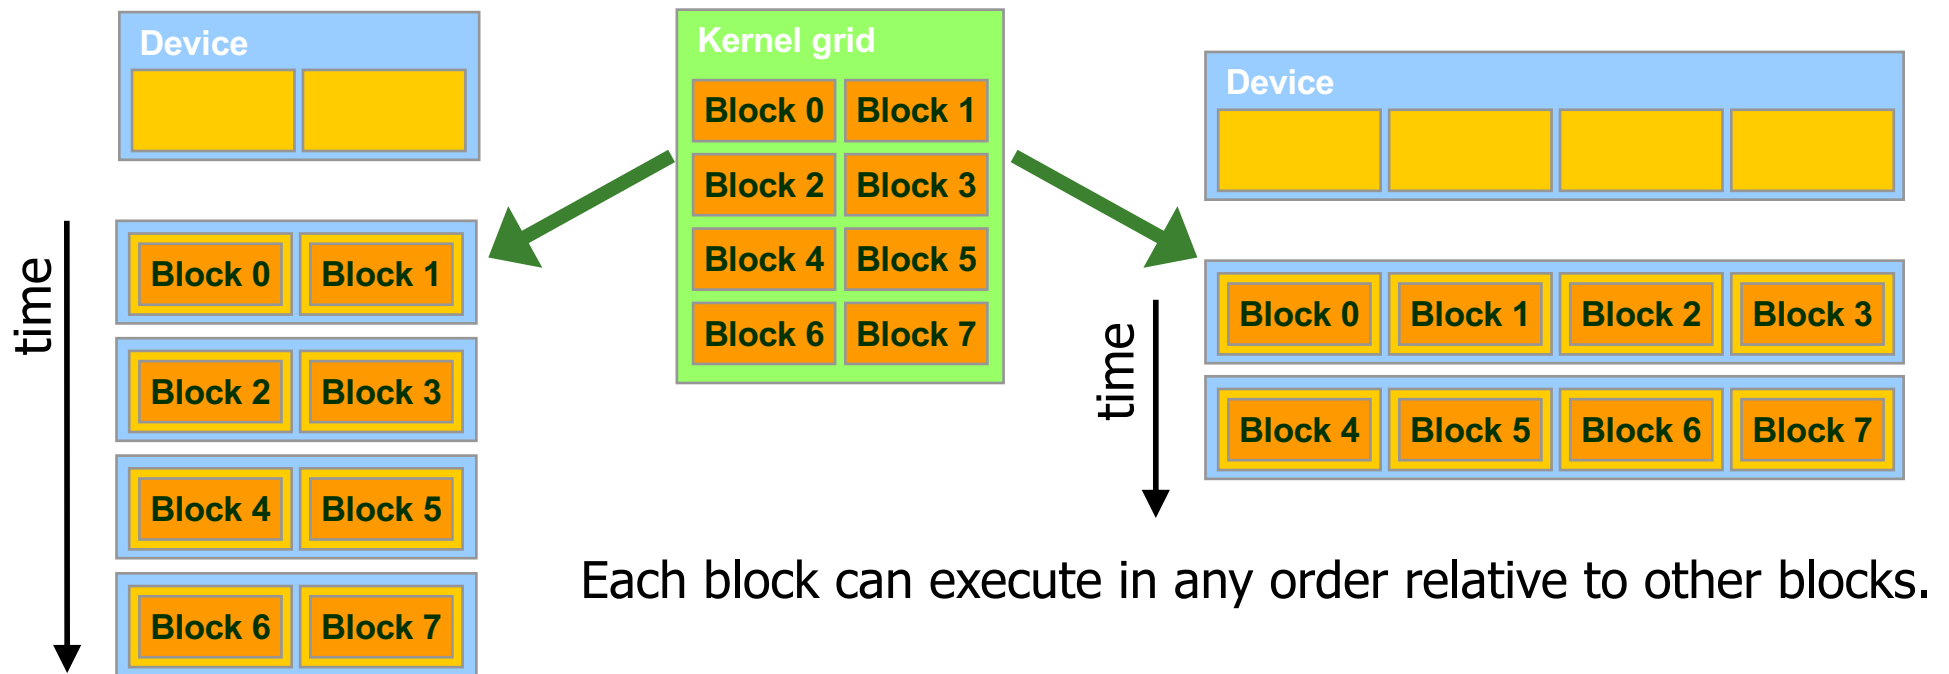 Device
time
Block 0 Block 1
Block 2 Block 3
Block 4 Block 5
Block 6 Block 7
Kernel grid
Block 0 Block 1
Block 2 Block 3
Block 4 Block 5
Block 6 Block 7
Device
time
Block 0 Block 1 Block 2 Block 3
Block 4 Block 5 Block 6 Block 7
Each block can execute in any order relative to other blocks.